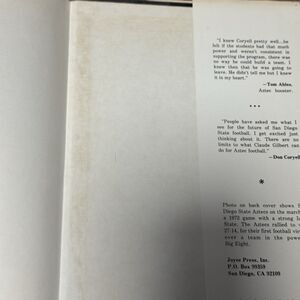 "I knew Coryell pretty well...he
felt if the students had that much
power and weren't consistent in
supporting the program, there was
no way he could build a team. I
knew then that he was going to
leave. He didn't tell me but I knew
it in my heart."
—Tom Ables,
Aztec booster.
* * *
"People have asked me what I
see for the future of San Diego
State football. I get excited just
thinking about it. There are no
limits to what Claude Gilbert can
do for Aztec football."
—Don Coryell
*
Photo on back cover shows
Diego State Aztecs on the march
a 1973 game with a strong
State. The Aztecs rallied to
27-14, for their first football
over a team in the power
Big Eight.
Joyce Press, Inc.
P.O. Box
San Diego, CA